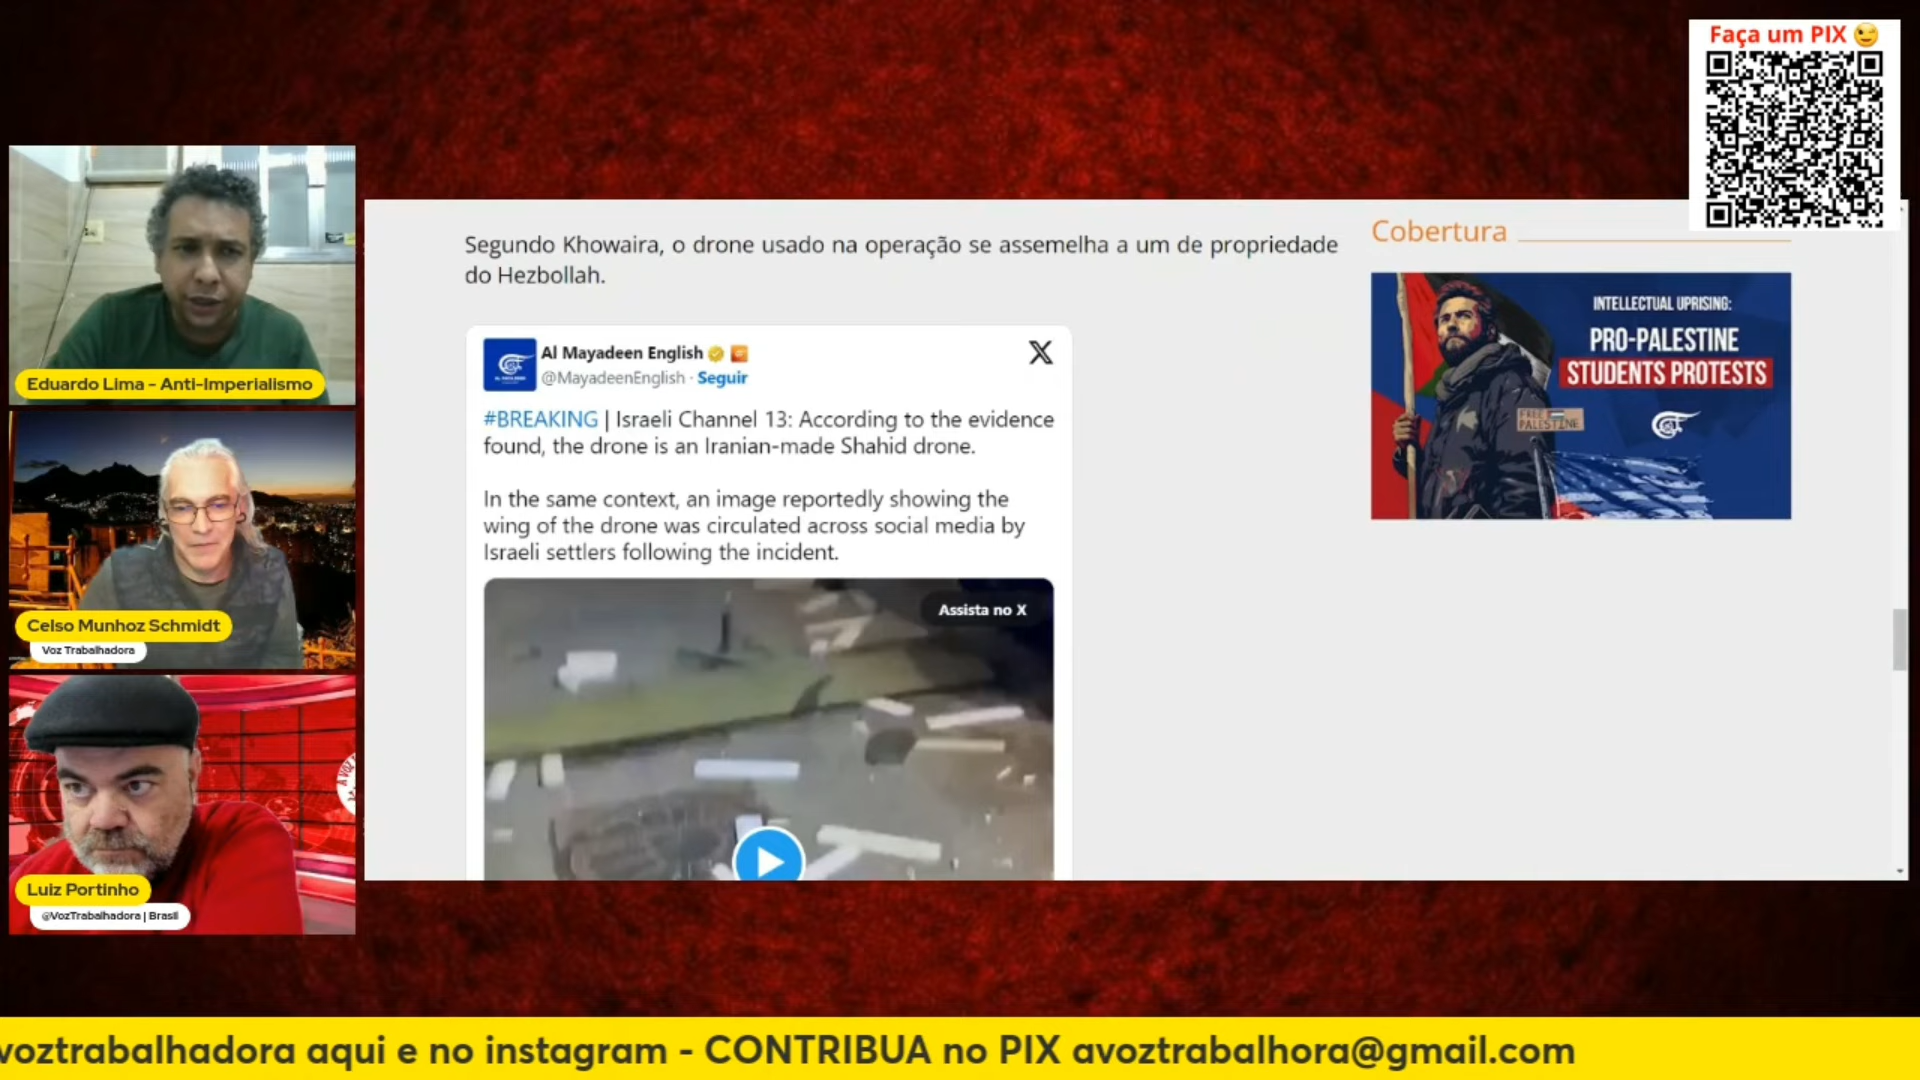 Faça um PIX 😉
Eduardo Lima - Anti-Imperialismo
Celso Munhoz Schmidt
Voz Trabalhadora
Luiz Portinho
@VozTrabalhadora | Brasil
Segundo Khowaira, o drone usado na operação se assemelha a um de propriedade
do Hezbollah.
Al Mayadeen English
@MayadeenEnglish · Seguir
#BREAKING | Israeli Channel 13: According to the evidence
found, the drone is an Iranian-made Shahid drone.
In the same context, an image reportedly showing the
wing of the drone was circulated across social media by
Israeli settlers following the incident.
Assista no X
Cobertura
INTELLECTUAL UPRISING:
PRO-PALESTINE
STUDENTS PROTESTS
FREE
PALESTINE
voztrabalhadora aqui e no instagram - CONTRIBUA no PIX avoztrabalhora@gmail.com